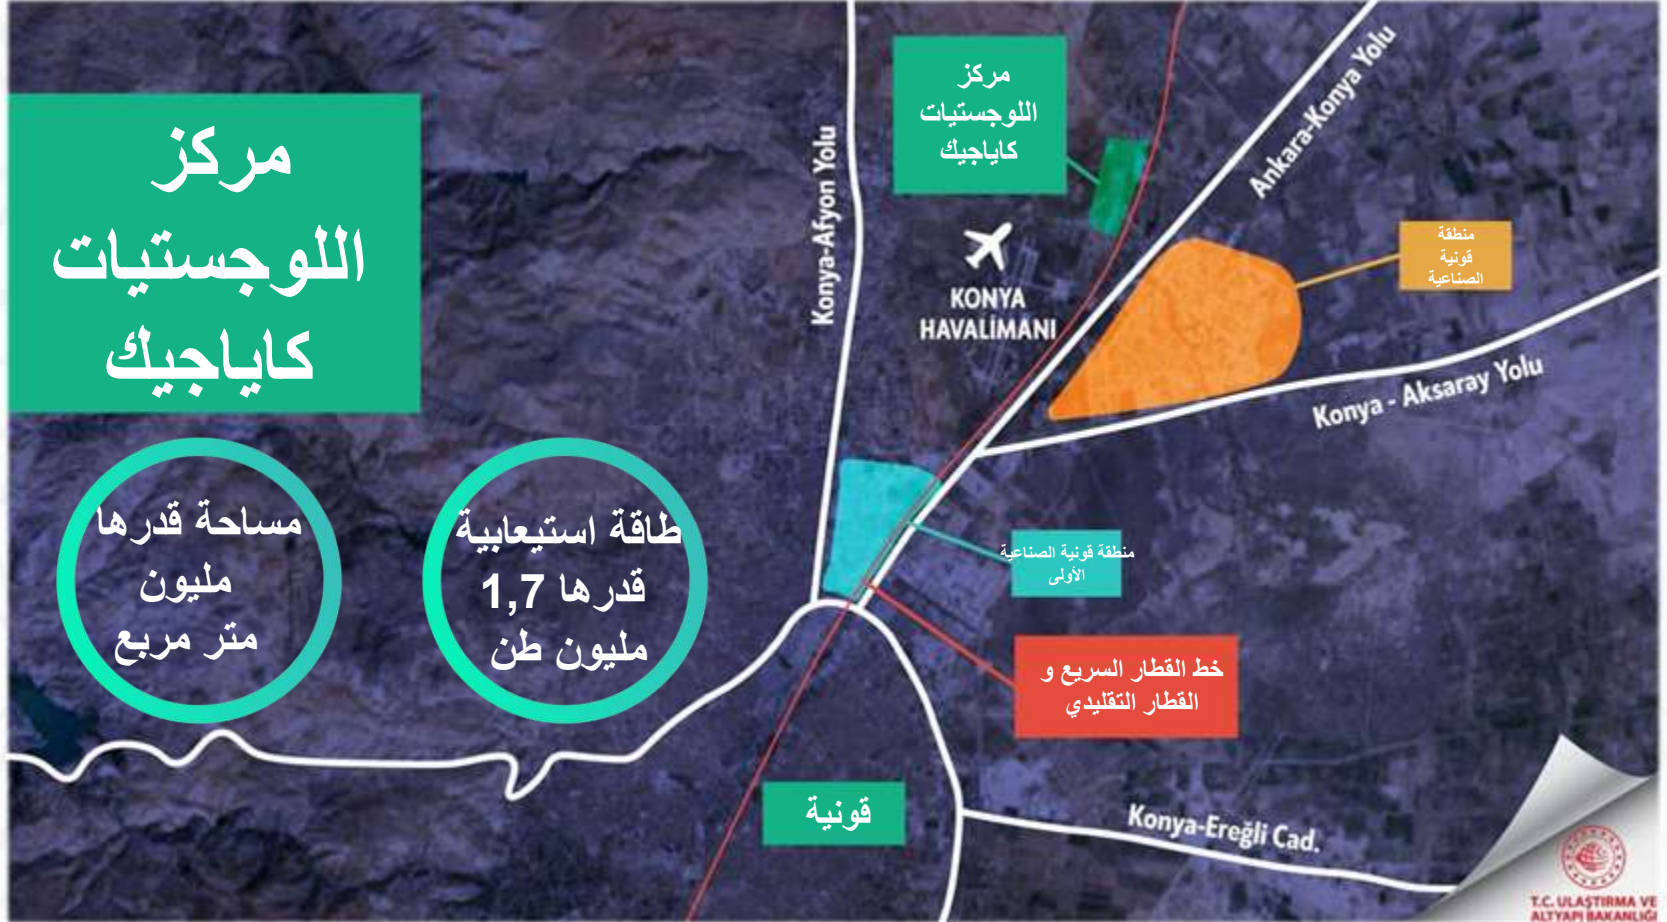 مركز
اللوجستيات
كاياجيك
مساحة قدرها
مليون
متر مربع
طاقة استيعابية
قدرها 1,7
مليون طن
Konya-Afyon Yolu
مركز
اللوجستيات
كاياجيك
KONYA
HAVALİMANI
Ankara-Konya Yolu
منطقة
قونية
الصناعية
Konya - Aksaray Yolu
منطقة قونية الصناعية
الأولى
خط القطار السريع و
القطار التقليدي
قونية
Konya-Ereğli Cad.
T.C. ULAŞTIRMA VE
ALTYAPI BAKANLIĞI